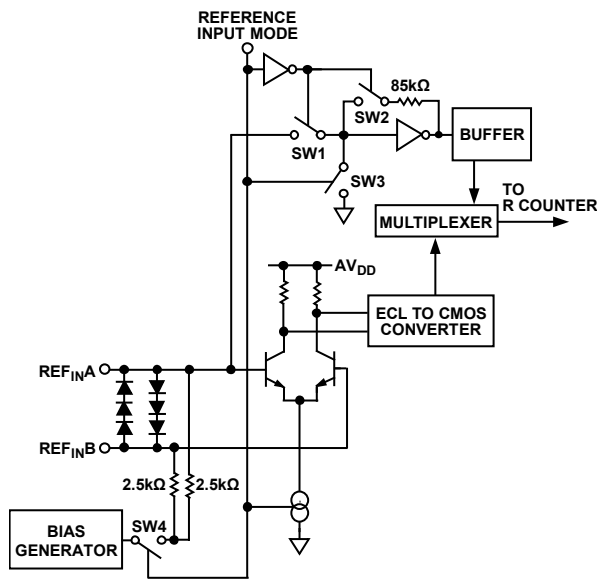 REFERENCE
INPUT MODE
85kΩ
SW2
SW1
BUFFER
SW3
TO
R COUNTER
MULTIPLEXER
AVDD
ECL TO CMOS
CONVERTER
REFINA
REFINB
2.5kΩ
2.5kΩ
BIAS
GENERATOR
SW4